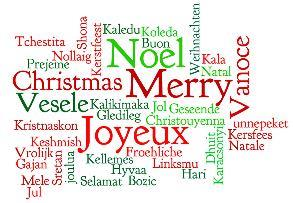 Tchestita
Prejeme
Nollaig
Shona
Kerstfeest
Kaledu
Koleda
Buon
Noel
Weihnachten
Kala
Natal
Vanoce
Christmas
Merry
Vesele
Kalikimaka
Jol
Geseende
Gledileg
Christouyenna
unnepeket
Kristnaskon
Joyeux
Kersfees
Natale
Keshmish
Vrolijk
Gajan
Sretan
joulua
Kellemes
Froehliche
Dhuit
Karacsonyi
Hyvaa
Linksmu
Mele
Jul
Selamat
Bozic
Hari